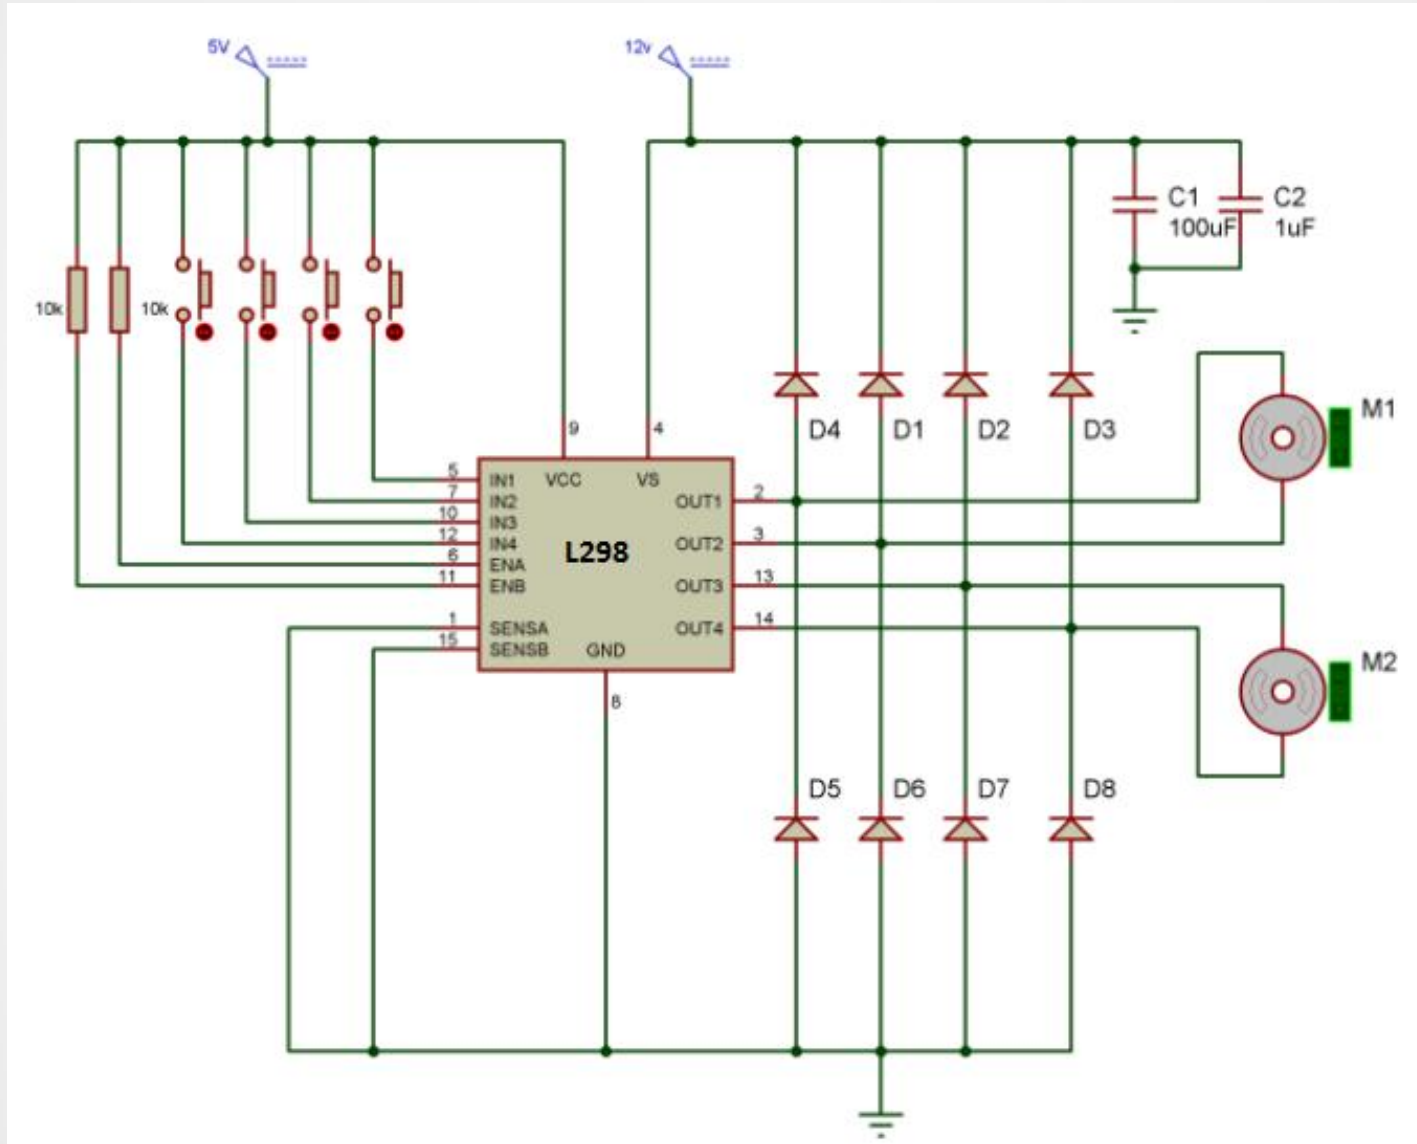 5V
12v
C1
100uF
C2
1uF
10k
10k
D4
D1
D2
D3
M1
9
4
5
7
10
12
6
11
1
15
IN1
IN2
IN3
IN4
ENA
ENB
SENSA
SENSB
VCC
VS
L298
GND
OUT1
OUT2
OUT3
OUT4
2
3
13
14
8
M2
D5
D6
D7
D8